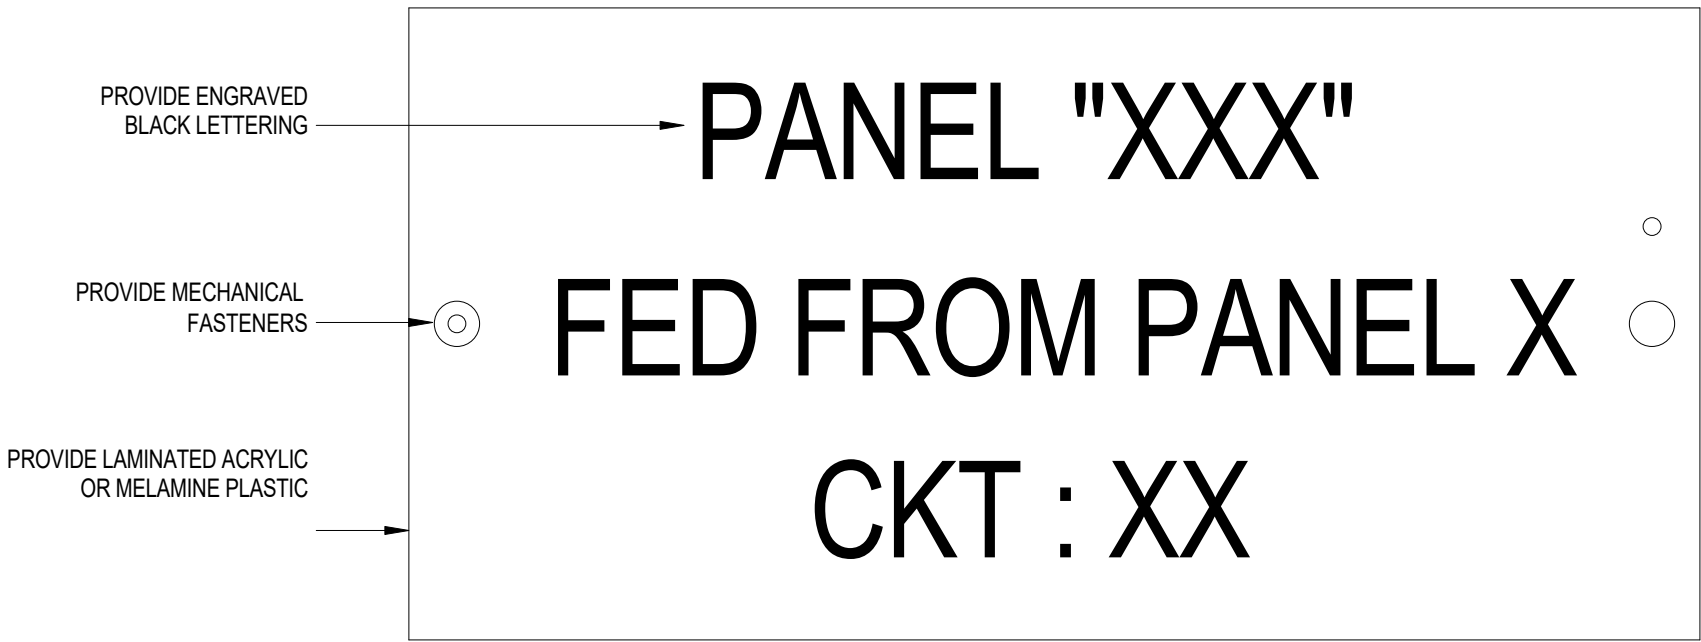 PROVIDE ENGRAVED
BLACK LETTERING
PANEL "XXX"
PROVIDE MECHANICAL
FASTENERS
FED FROM PANEL X
PROVIDE LAMINATED ACRYLIC
OR MELAMINE PLASTIC
CKT : XX